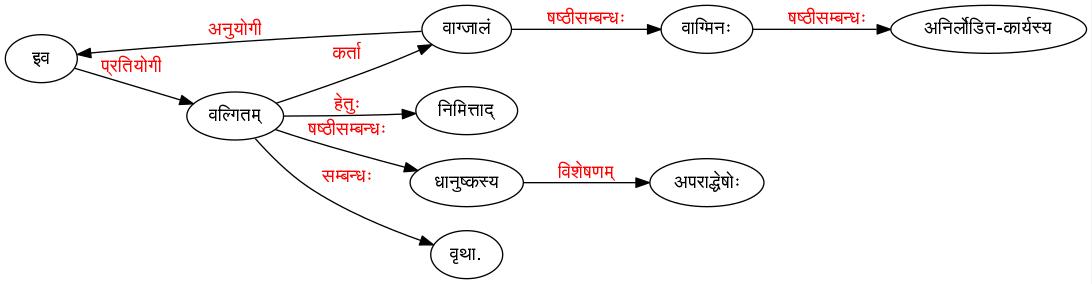 वाग्जालं षष्ठीसम्बन्धः वाग्मिनः षष्ठीसम्बन्धः अनिर्लोडित-कार्यस्य
अनुयोगी
इव प्रतियोगी कर्ता
वल्गितम् हेतुः निमित्ताद्
षष्ठीसम्बन्धः
धानुष्कस्य विशेषणम् अपराद्धेषोः
सम्बन्धः
वृथा.